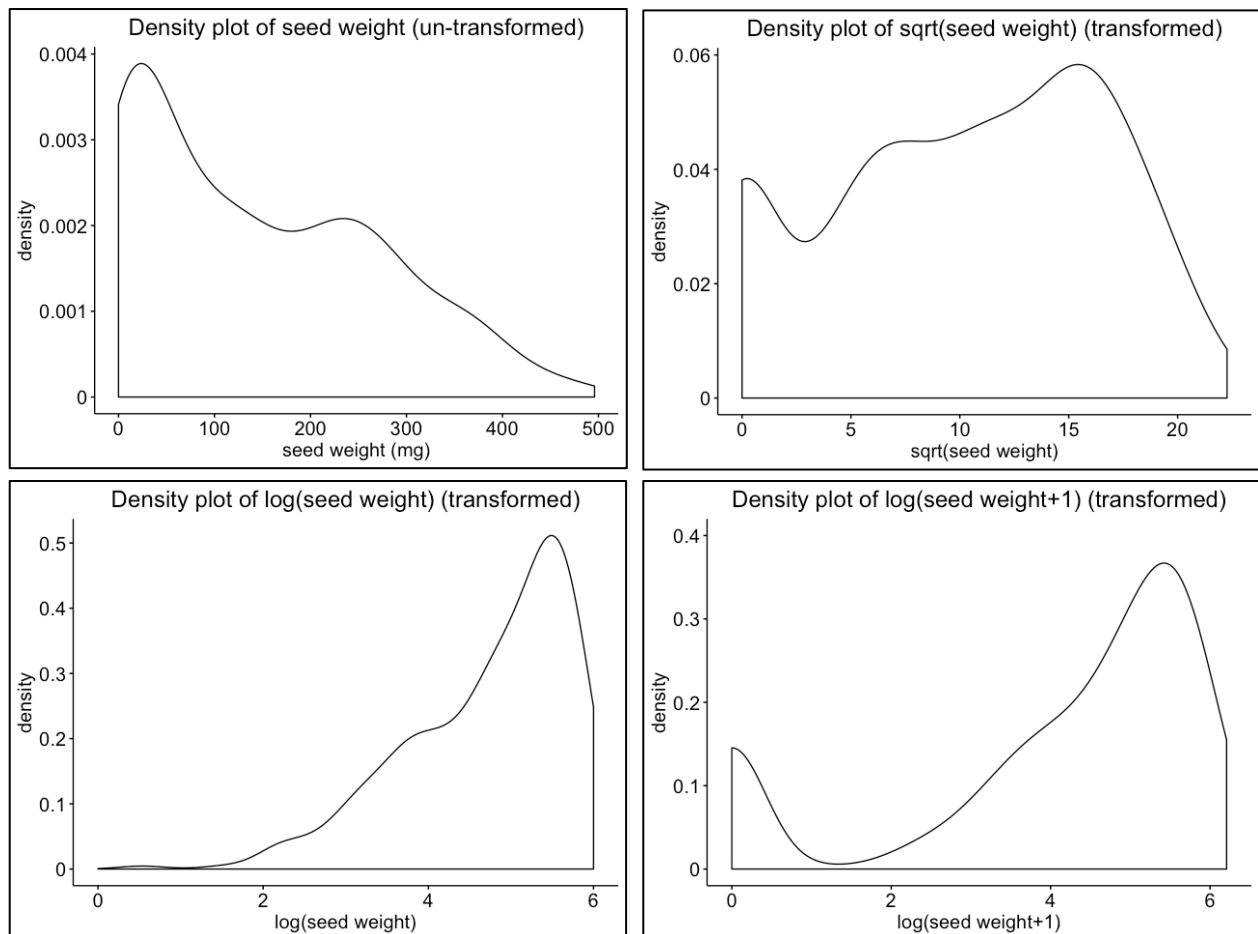 Density plot of seed weight (un-transformed)
0.004
0.003
0.002
0.001
0
density
0 100 200 300 400 500
seed weight (mg)
Density plot of sqrt(seed weight) (transformed)
0.06
0.04
0.02
0
density
0 5 10 15 20
sqrt(seed weight)
Density plot of log(seed weight) (transformed)
0.5
0.4
0.3
0.2
0.1
0
density
0 2 4 6
log(seed weight)
Density plot of log(seed weight+1) (transformed)
0.4
0.3
0.2
0.1
0
density
0 2 4 6
log(seed weight+1)